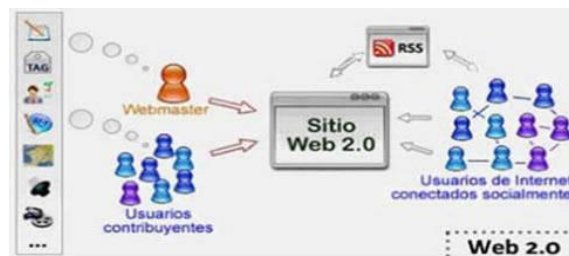 TAG
Webmaster
Usuarios
contribuyentes
Sitio
Web 2.0
RSS
Usuarios de Internet
conectados socialmente
Web 2.0
...